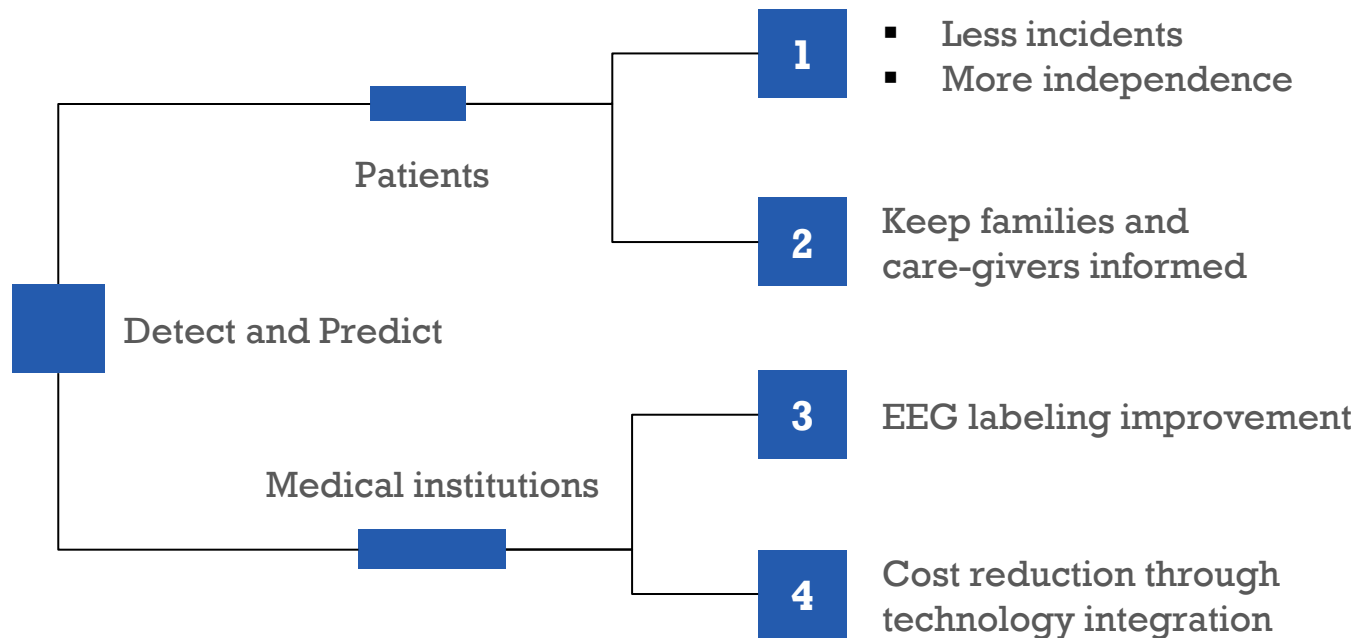 1
▪ Less incidents
▪ More independence
Patients
2
Keep families and
care-givers informed
Detect and Predict
3
EEG labeling improvement
Medical institutions
4
Cost reduction through
technology integration